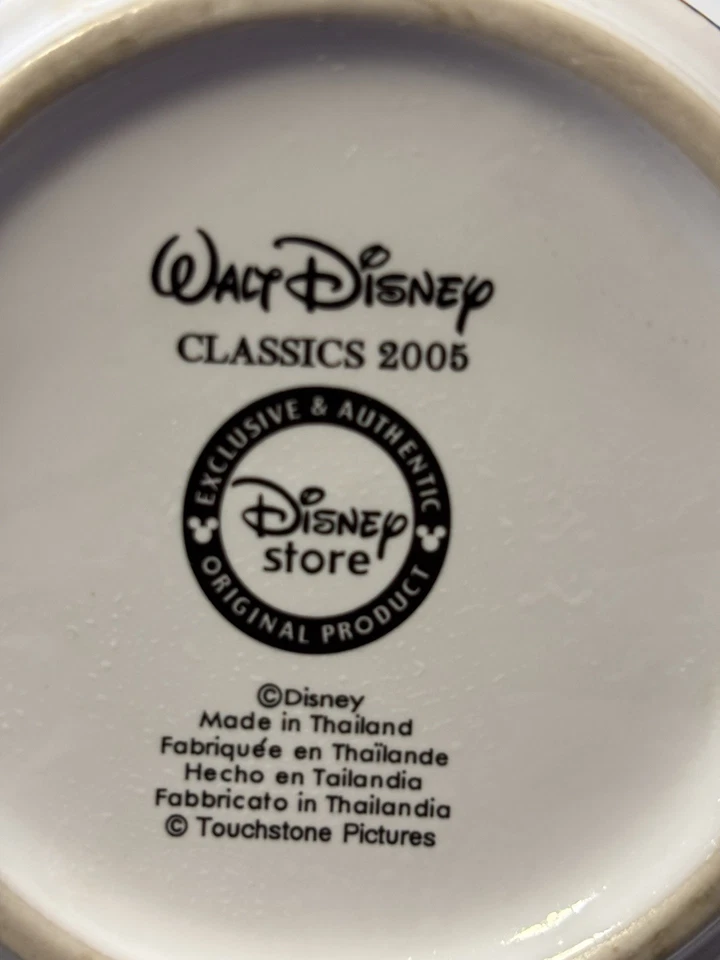 WALT DISNEY
CLASSICS 2005
EXCLUSIVE & AUTHENTIC
DISNEY
store
ORIGINAL PRODUCT
©Disney
Made in Thailand
Fabriquée en Thaïlande
Hecho en Tailandia
Fabbricato in Thailandia
© Touchstone Pictures